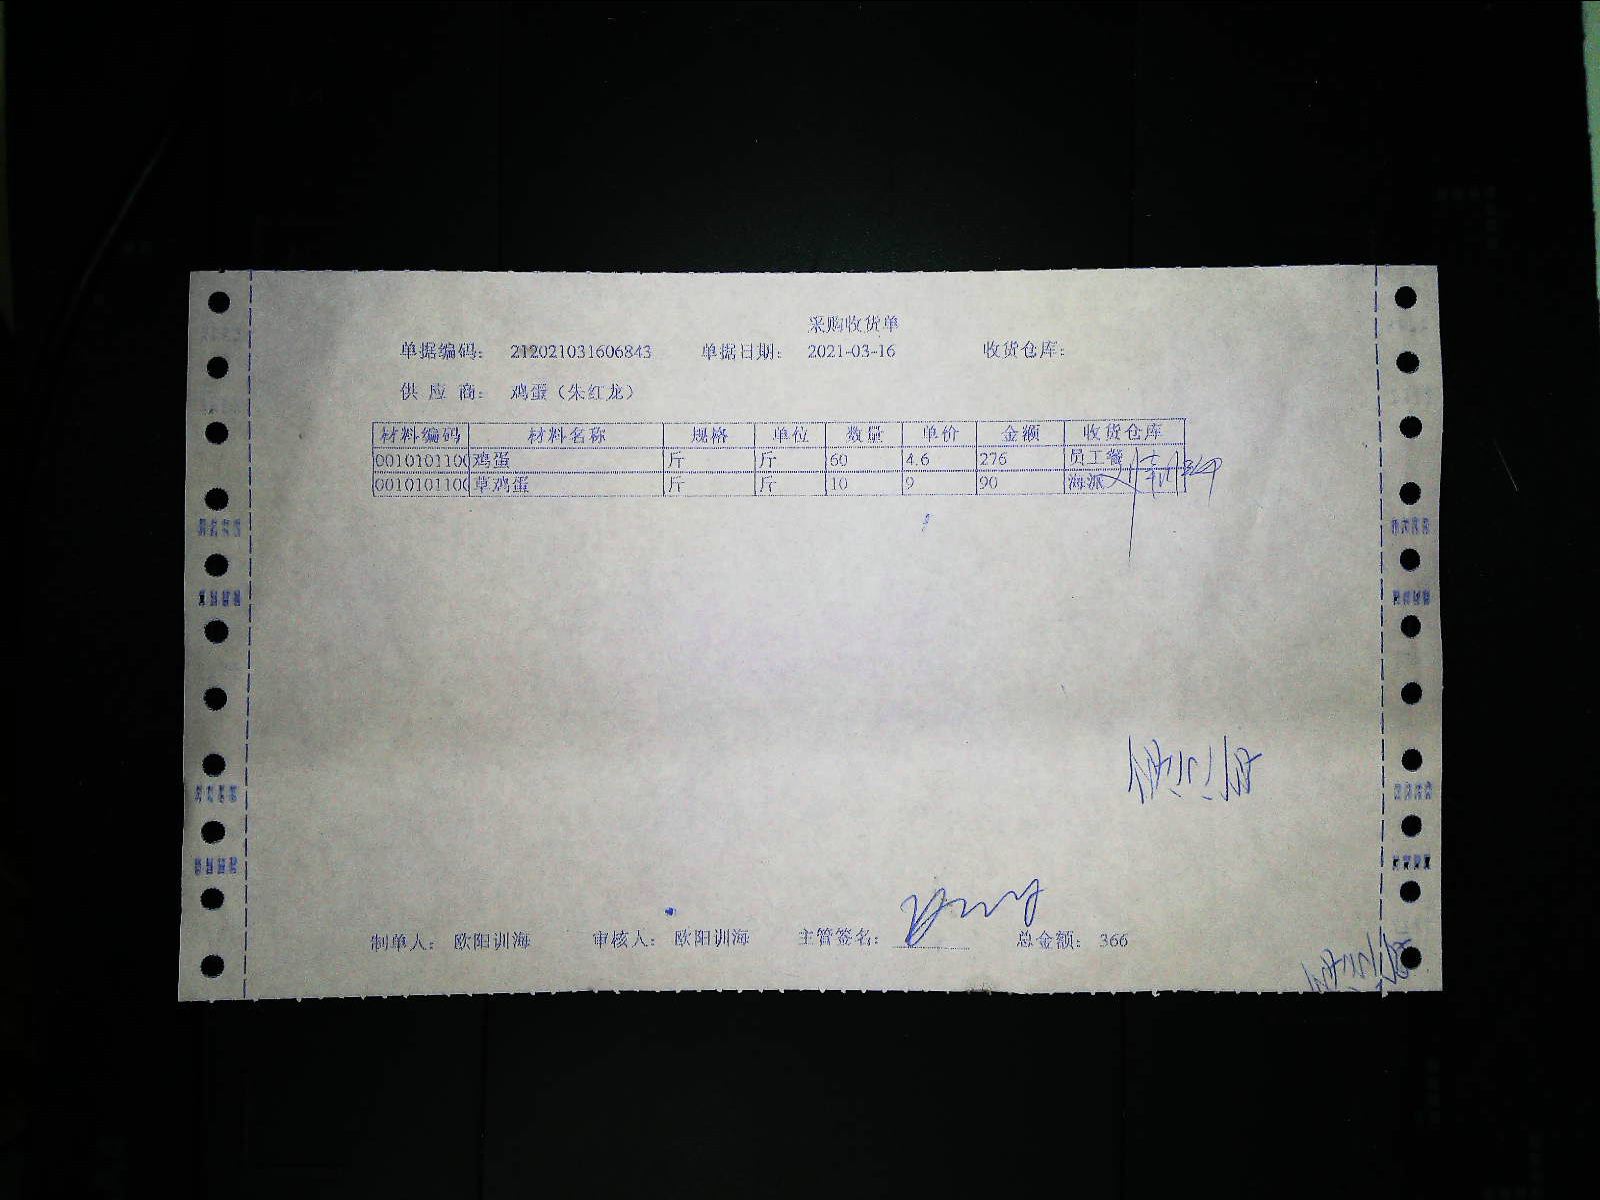 采购收货单
单据编码： 212021031606843 单据日期： 2021-03-16 收货仓库：
供 应 商： 鸡蛋（朱红龙）
材料编码 材料名称 规格 单位 数量 单价 金额 收货仓库
0010101100 鸡蛋 斤 斤 60 4.6 276 员工餐
0010101100 草鸡蛋 斤 斤 10 9 90 海派
制单人： 欧阳训海 审核人： 欧阳训海 主管签名： 总金额： 366